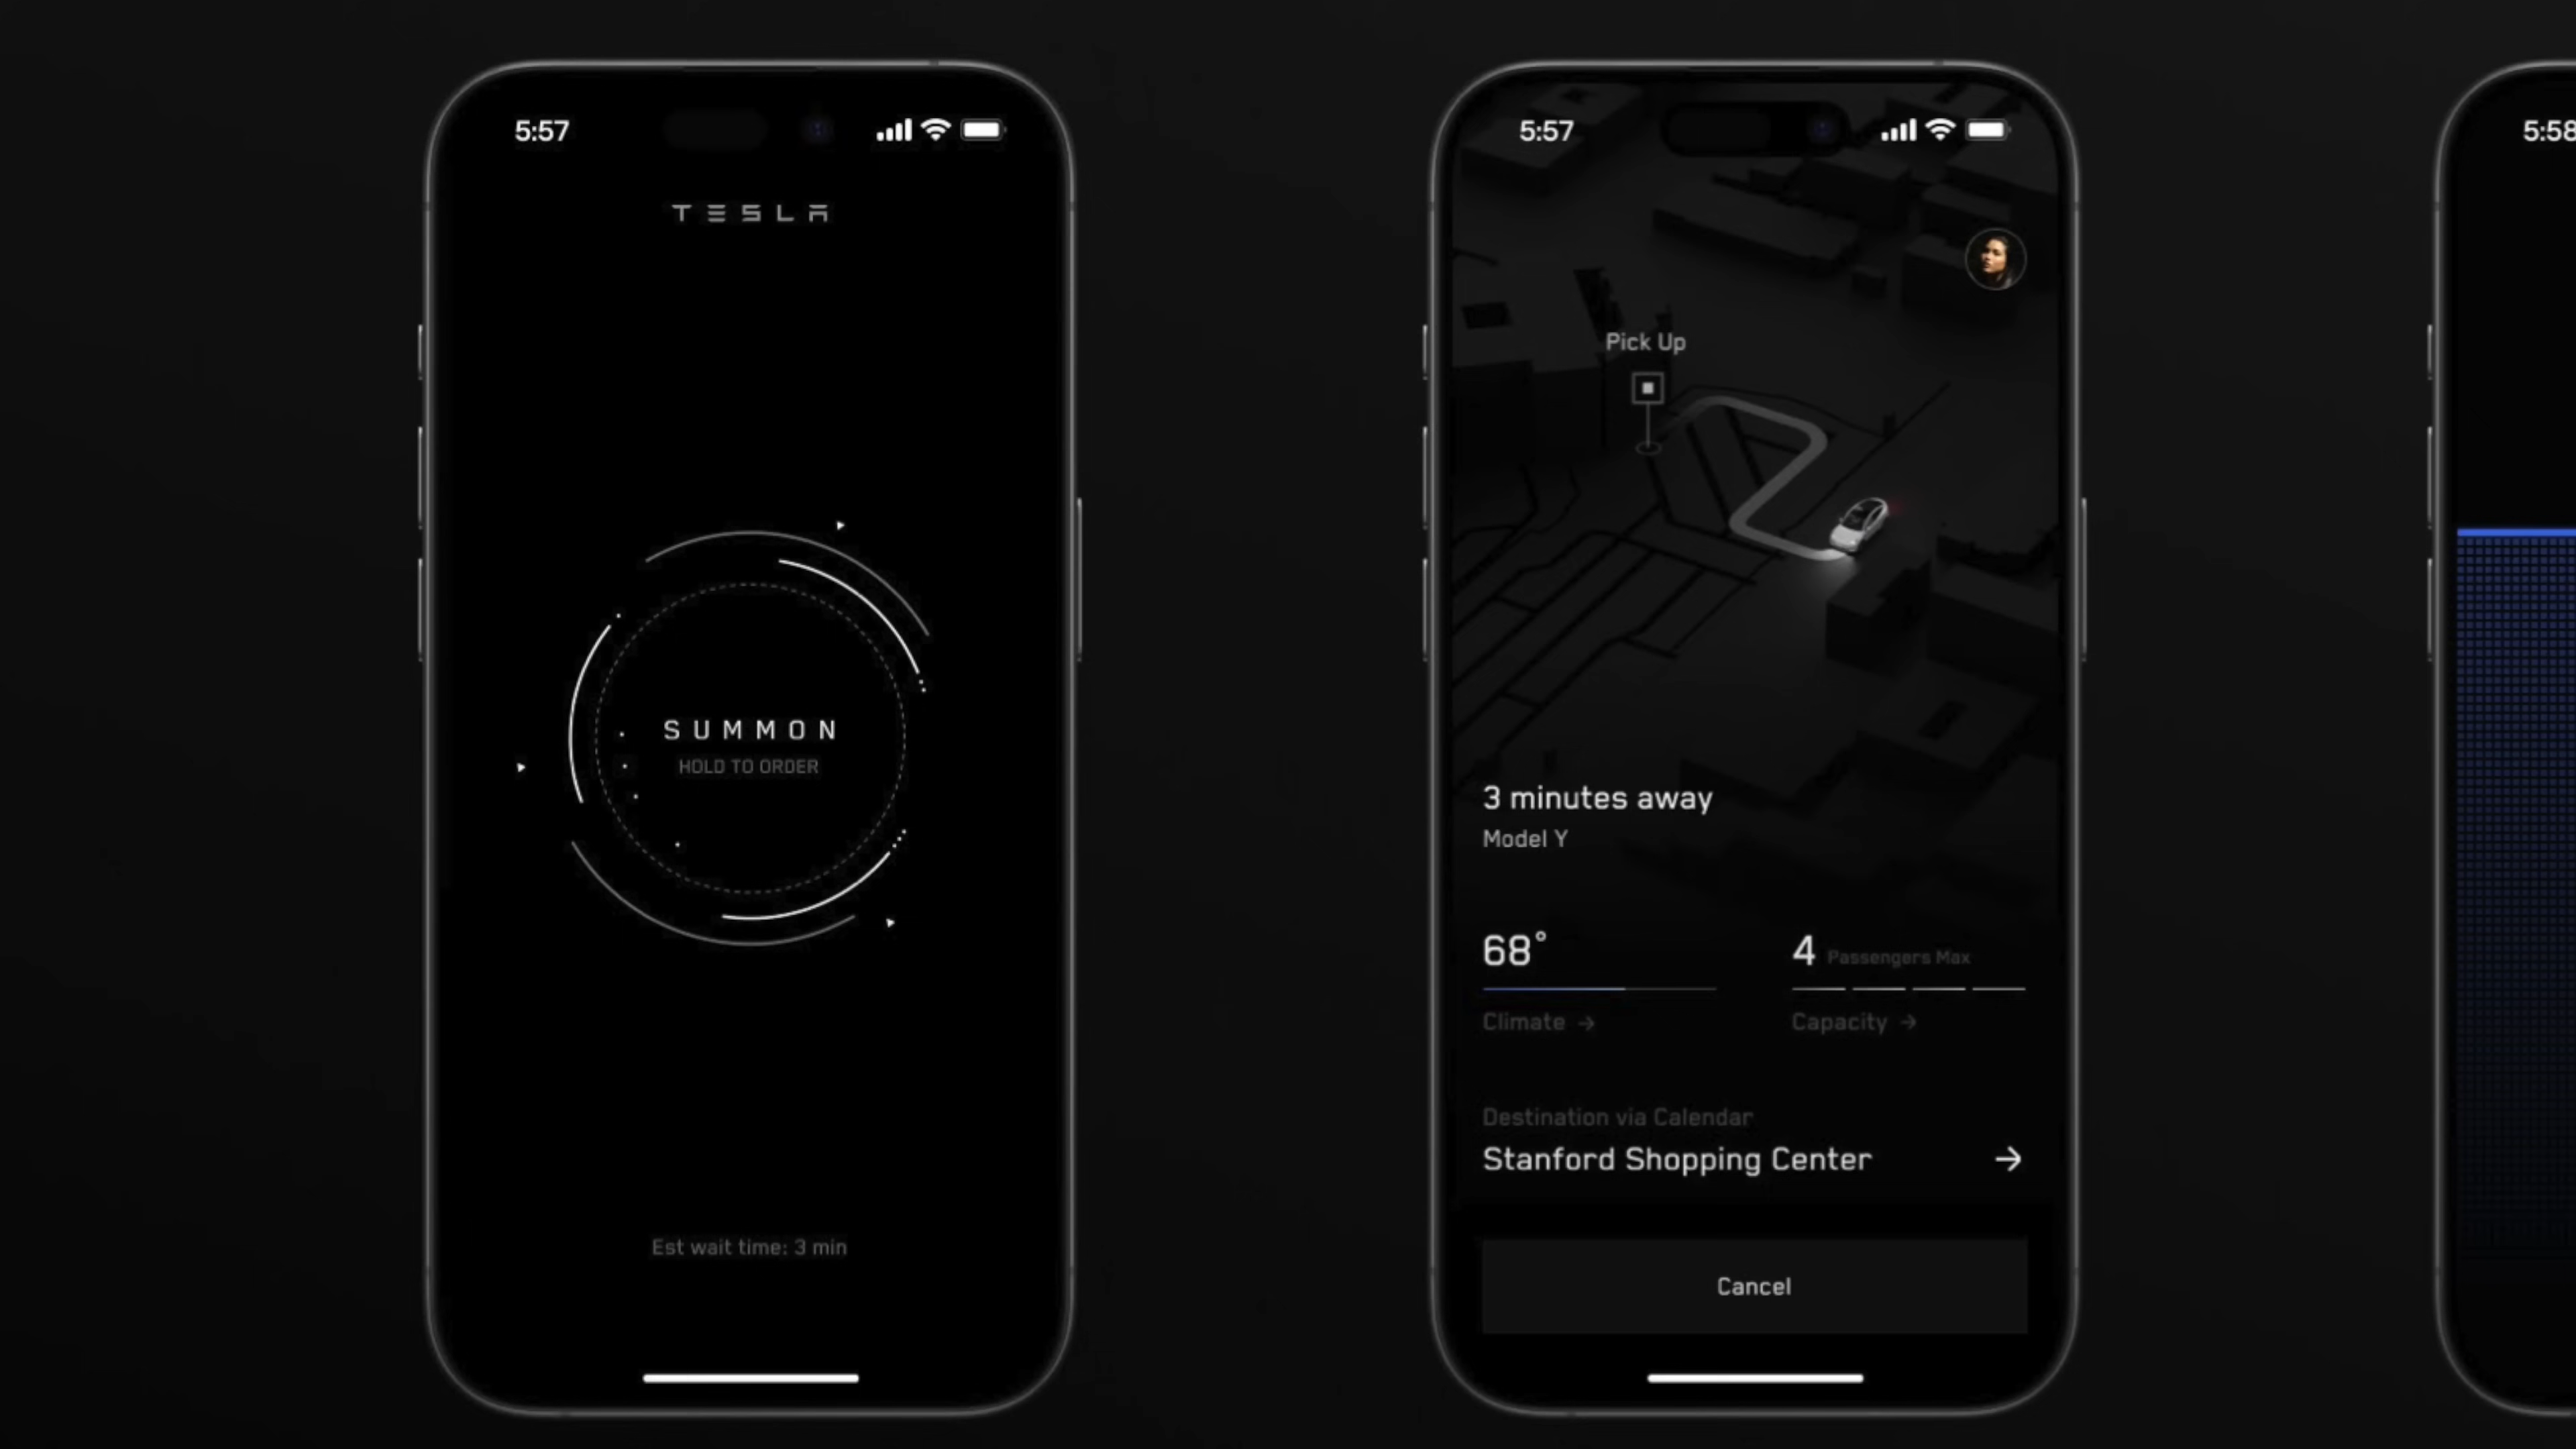 5:57
TESLA
SUMMON
HOLD TO ORDER
Est wait time: 3 min
5:57
Pick Up
3 minutes away
Model Y
68°
4 Passengers Max
Climate →
Capacity →
Destination via Calendar
Stanford Shopping Center →
Cancel
5:58